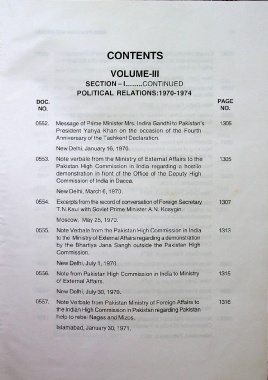 CONTENTS
VOLUME-III
SECTION – I........CONTINUED
POLITICAL RELATIONS:1970-1974
DOC. NO.
PAGE NO.
0552. Message of Prime Minister Mrs. Indira Gandhi to Pakistan's 1305
President Yahya Khan on the occasion of the Fourth
Anniversary of the Tashkent Declaration.
New Delhi, January 16, 1970.
0553. Note verbale from the Ministry of External Affairs to the 1305
Pakistan High Commission in India regarding a hostile
demonstration in front of the Office of the Deputy High
Commission of India in Dacca.
New Delhi, March 6, 1970.
0554. Excerpts from the record of conversation of Foreign Secretary 1307
T.N.Kaul with Soviet Prime Minister A.N. Kosygin.
Moscow, May 25, 1970.
0555. Note Verbale from the Pakistan High Commission in India 1313
to the Ministry of External Affairs regarding a demonstration
by the Bhartiya Jana Sangh outside the Pakistan High
Commission.
New Delhi, July 1, 1970.
0556. Note from Pakistan High Commission in India to Ministry 1315
of External Affairs.
New Delhi, July 30, 1970.
0557. Note Verbale from Pakistan Ministry of Foreign Affairs to 1316
the Indian High Commission in Pakistan regarding Pakistan
help to rebel Nagas and Mizos.
Islamabad, January 30, 1971.